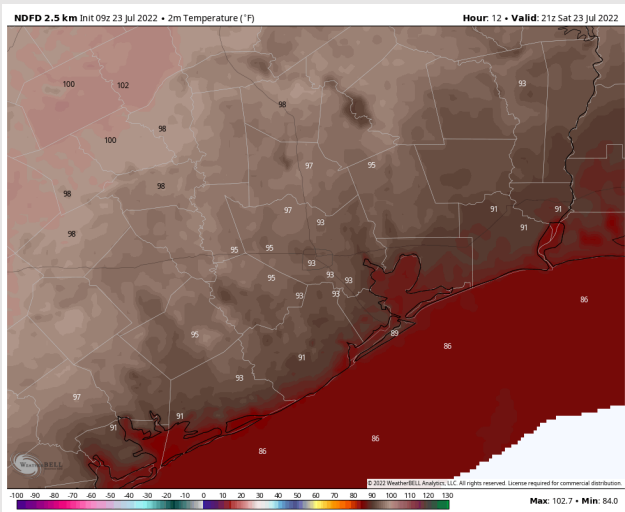 NDFD 2.5 km Init 09z 23 Jul 2022 • 2m Temperature (°F)
Hour: 12 • Valid: 21z Sat 23 Jul 2022
100 102 93
98
98
100
97 95
98
98
97 91 91
93
98 91
95 95
93
95 93 93
93 93 86
95 89
86
91
93
97
91
91
86
86
WeatherBELL
© 2022 WeatherBELL Analytics, LLC. All rights reserved. License required for commercial distribution.
-100 -90 -80 -70 -60 -50 -40 -30 -20 -10 0 10 20 30 40 50 60 70 80 90 100 110 120 130
Max: 102.7 • Min: 84.0